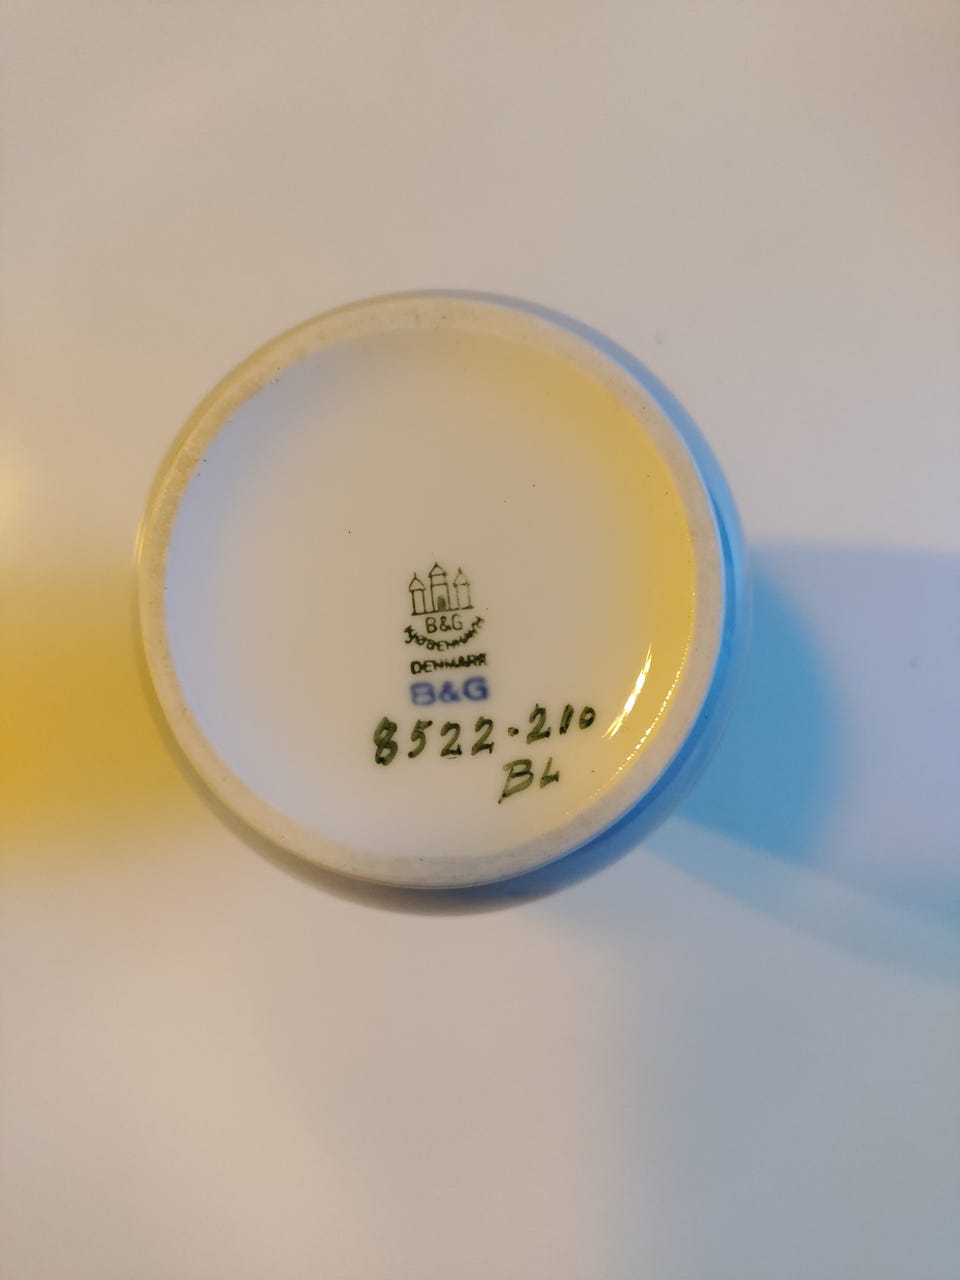 B&G
KJØBENHAVN
DENMARK
B&G
8522-210
BL